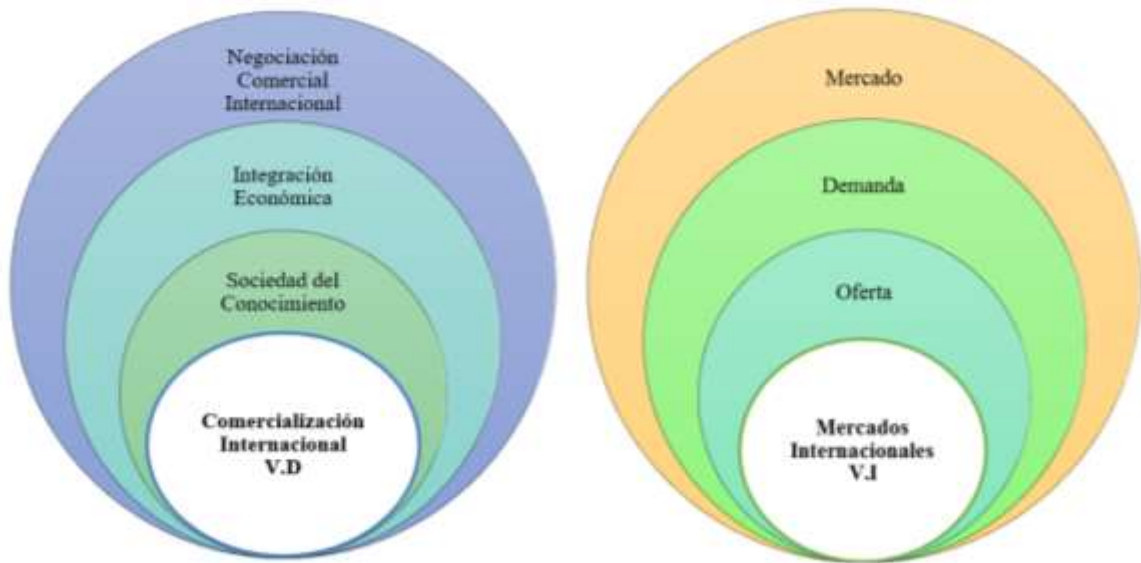 Negociación
Comercial
Internacional
Integración
Económica
Sociedad del
Conocimiento
Comercialización
Internacional
V.D
Mercado
Demanda
Oferta
Mercados
Internacionales
V.I